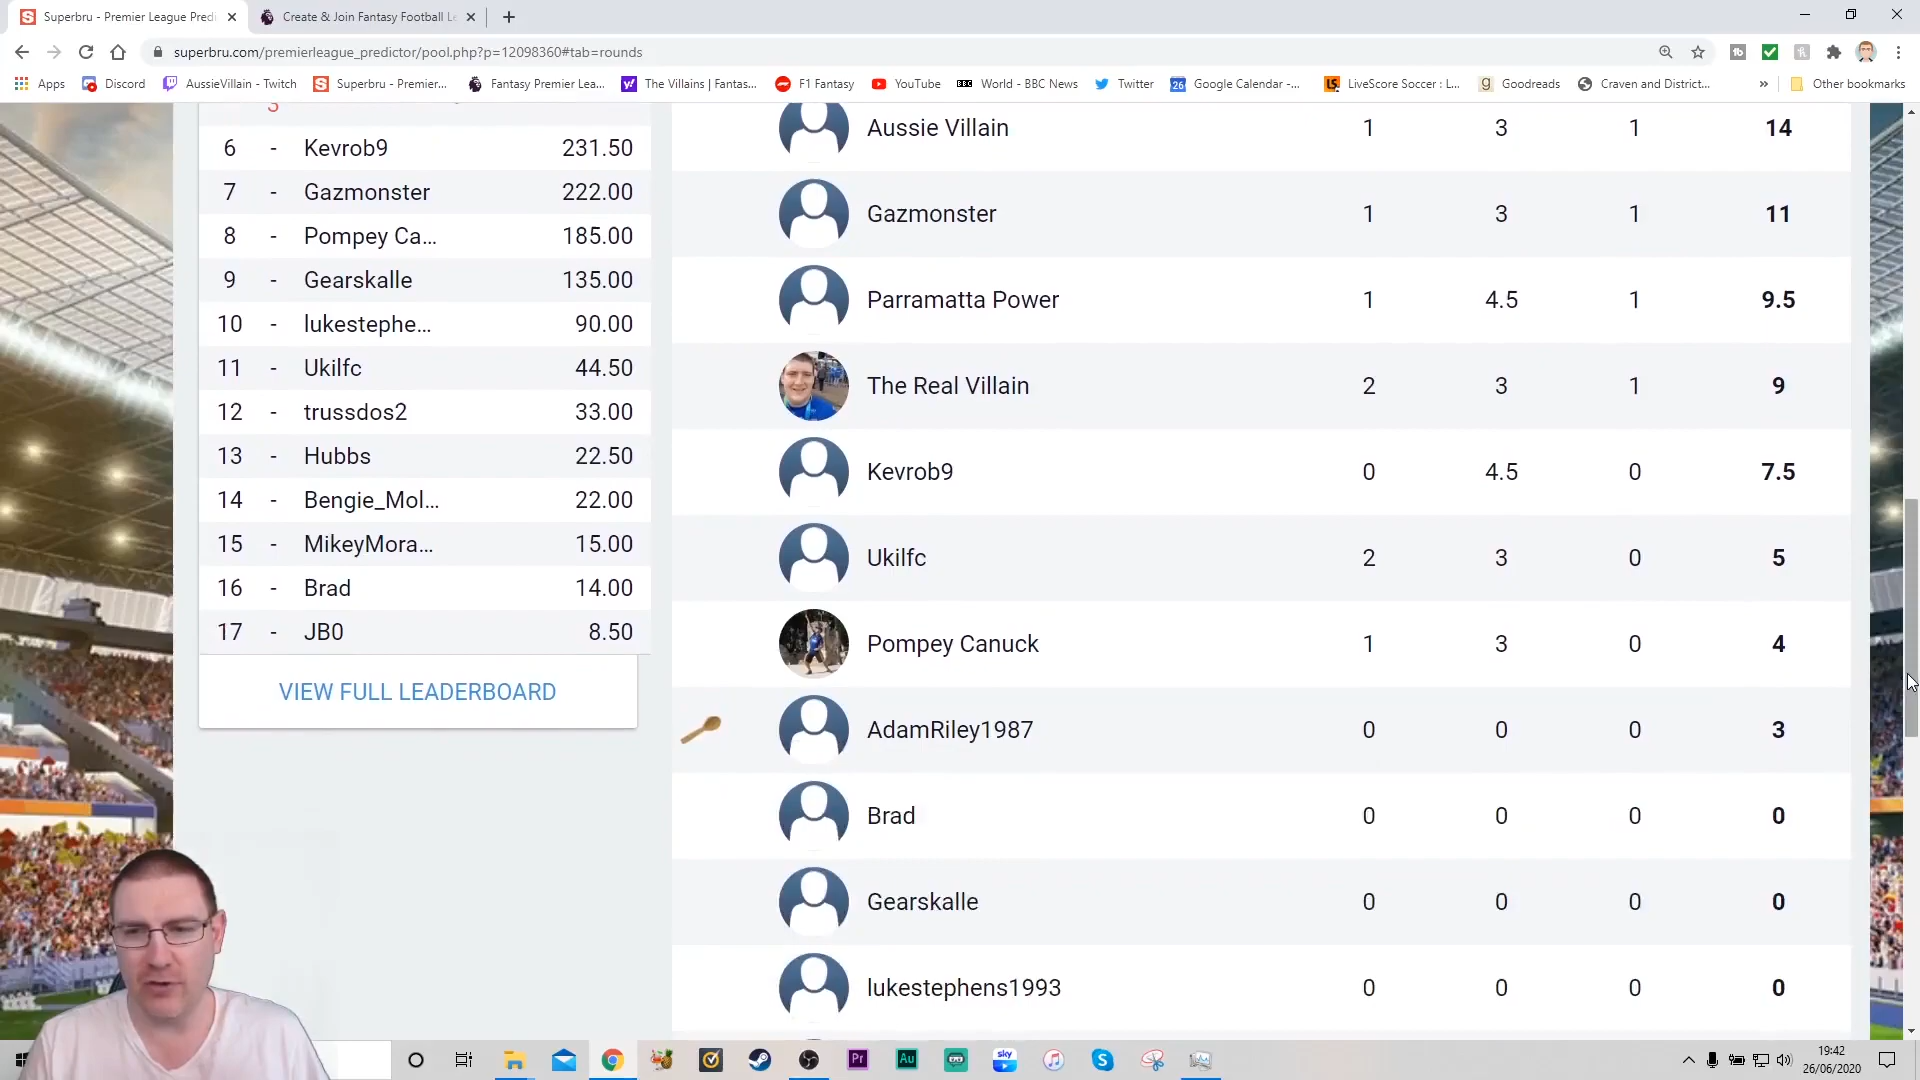 Superbru - Premier League Predi
Create & Join Fantasy Football Le
superbru.com/premierleague_predictor/pool.php?p=12098360#tab=rounds
Apps
Discord
AussieVillain - Twitch
Superbru - Premier...
Fantasy Premier Lea...
The Villains | Fantas...
F1 Fantasy
YouTube
BBC
World - BBC News
Twitter
26
Google Calendar -...
LS
LiveScore Soccer : L...
g
Goodreads
Craven and District...
»
Other bookmarks
3
6 - Kevrob9 231.50
7 - Gazmonster 222.00
8 - Pompey Ca... 185.00
9 - Gearskalle 135.00
10 - lukestephe... 90.00
11 - Ukilfc 44.50
12 - trussdos2 33.00
13 - Hubbs 22.50
14 - Bengie_Mol... 22.00
15 - MikeyMora... 15.00
16 - Brad 14.00
17 - JB0 8.50
VIEW FULL LEADERBOARD
Aussie Villain 1 3 1 14
Gazmonster 1 3 1 11
Parramatta Power 1 4.5 1 9.5
The Real Villain 2 3 1 9
Kevrob9 0 4.5 0 7.5
Ukilfc 2 3 0 5
Pompey Canuck 1 3 0 4
AdamRiley1987 0 0 0 3
Brad 0 0 0 0
Gearskalle 0 0 0 0
lukestephens1993 0 0 0 0
Pr
Au
sky
19:42
26/06/2020